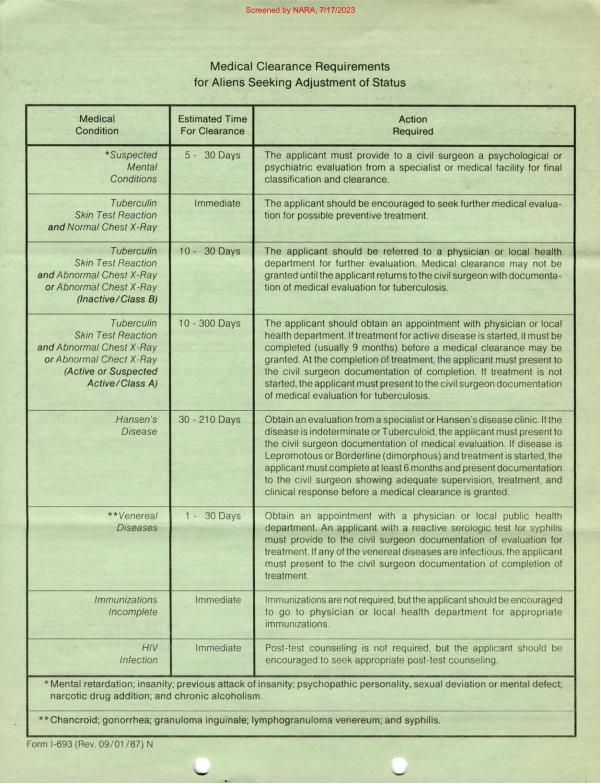 Screened by NARA, 7/17/2023
Medical Clearance Requirements
for Aliens Seeking Adjustment of Status
Medical
Condition
Estimated Time
For Clearance
Action
Required
*Suspected
Mental
Conditions
5 - 30 Days
The applicant must provide to a civil surgeon a psychological or
psychiatric evaluation from a specialist or medical facility for final
classification and clearance.
Tuberculin
Skin Test Reaction
and Normal Chest X-Ray
Immediate
The applicant should be encouraged to seek further medical evalua-
tion for possible preventive treatment.
Tuberculin
Skin Test Reaction
and Abnormal Chest X-Ray
or Abnormal Chest X-Ray
(Inactive/Class B)
10 - 30 Days
The applicant should be referred to a physician or local health
department for further evaluation. Medical clearance may not be
granted until the applicant returns to the civil surgeon with documenta-
tion of medical evaluation for tuberculosis.
Tuberculin
Skin Test Reaction
and Abnormal Chest X-Ray
or Abnormal Chect X-Ray
(Active or Suspected
Active/Class A)
10 - 300 Days
The applicant should obtain an appointment with physician or local
health department. If treatment for active disease is started, it must be
completed (usually 9 months) before a medical clearance may be
granted. At the completion of treatment, the applicant must present to
the civil surgeon documentation of completion. If treatment is not
started, the applicant must present to the civil surgeon documentation
of medical evaluation for tuberculosis.
Hansen's
Disease
30 - 210 Days
Obtain an evaluation from a specialist or Hansen's disease clinic. If the
disease is indeterminate or Tuberculoid, the applicant must present to
the civil surgeon documentation of medical evaluation. If disease is
Lepromotous or Borderline (dimorphous) and treatment is started, the
applicant must complete at least 6 months and present documentation
to the civil surgeon showing adequate supervision, treatment, and
clinical response before a medical clearance is granted.
**Venereal
Diseases
1 - 30 Days
Obtain an appointment with a physician or local public health
department. An applicant with a reactive serologic test for syphilis
must provide to the civil surgeon documentation of evaluation for
treatment. If any of the venereal diseases are infectious, the applicant
must present to the civil surgeon documentation of completion of
treatment.
Immunizations
Incomplete
Immediate
Immunizations are not required, but the applicant should be encouraged
to go to physician or local health department for appropriate
immunizations.
HIV
Infection
Immediate
Post-test counseling is not required, but the applicant should be
encouraged to seek appropriate post-test counseling.
* Mental retardation; insanity; previous attack of insanity; psychopathic personality, sexual deviation or mental defect;
narcotic drug addition; and chronic alcoholism.
** Chancroid; gonorrhea; granuloma inguinale; lymphogranuloma venereum; and syphilis.
Form I-693 (Rev. 09/01/87) N